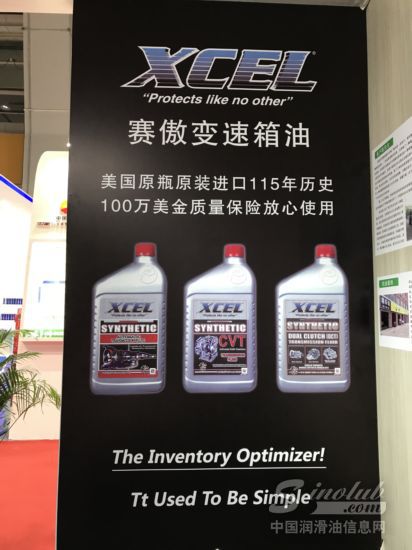 XCEL
“Protects like no other”
赛傲变速箱油
美国原瓶原装进口115年历史
100万美金质量保险放心使用
XCEL
SYNTHETIC
XCEL
SYNTHETIC
CVT
XCEL
SYNTHETIC
DUAL CLUTCH (DCT)
TRANSMISSION FLUID
The Inventory Optimizer!
Tt Used To Be Simple
Sinolub.com
中国润滑油信息网